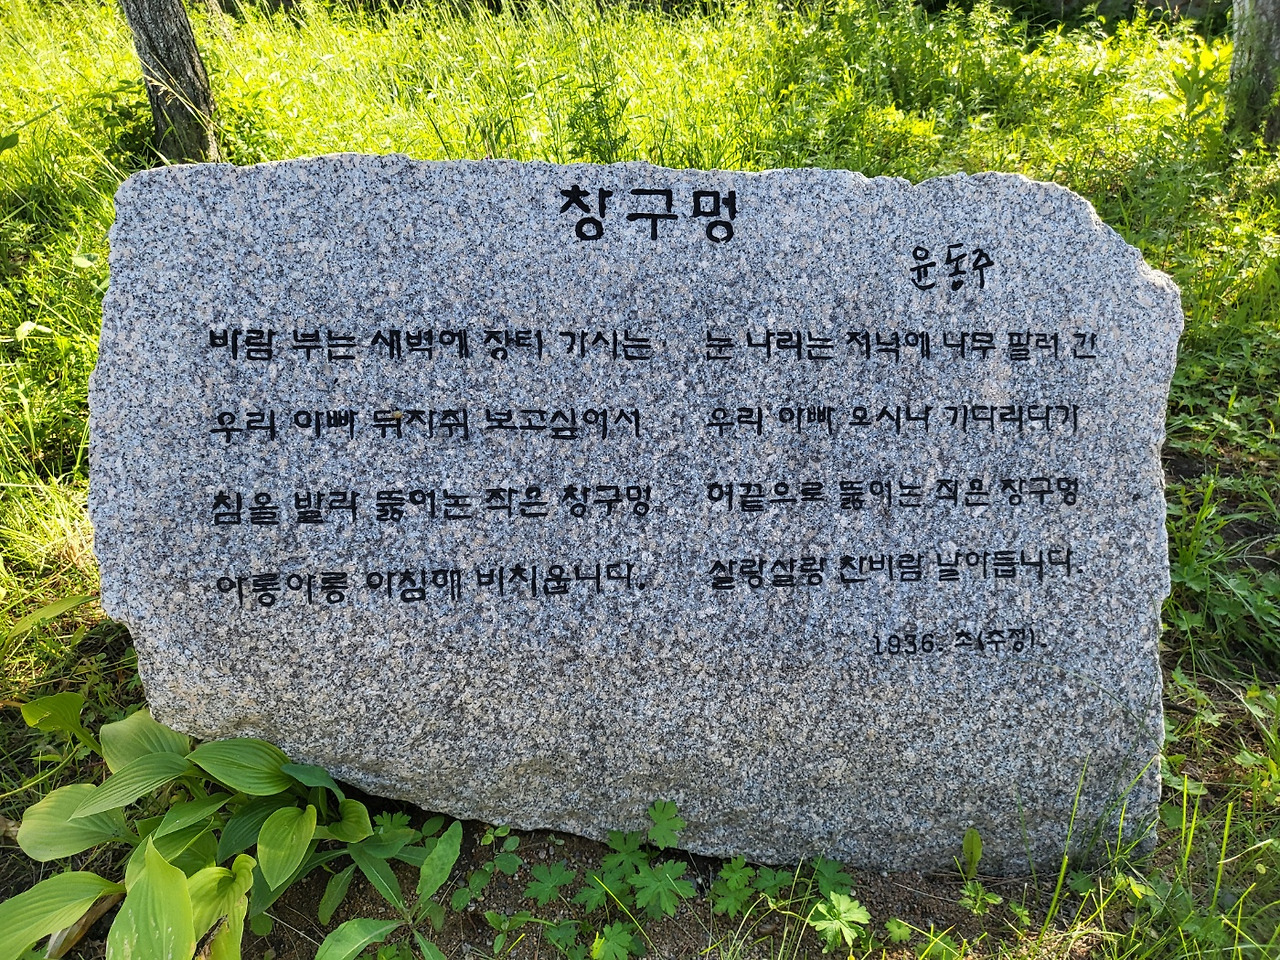 창구멍
윤동주
바람 부는 새벽에 장터 가시는
우리 아빠 뒤자취 보고싶어서
침을 발라 뚫어논 작은 창구멍
아롱아롱 아침해 비치웁니다.
눈 나리는 저녁에 나무 팔러 간
우리 아빠 오시나 기다리다가
혀끝으로 뚫어논 작은 창구멍
살랑살랑 찬바람 날아듭니다.
1936. 초(추정).